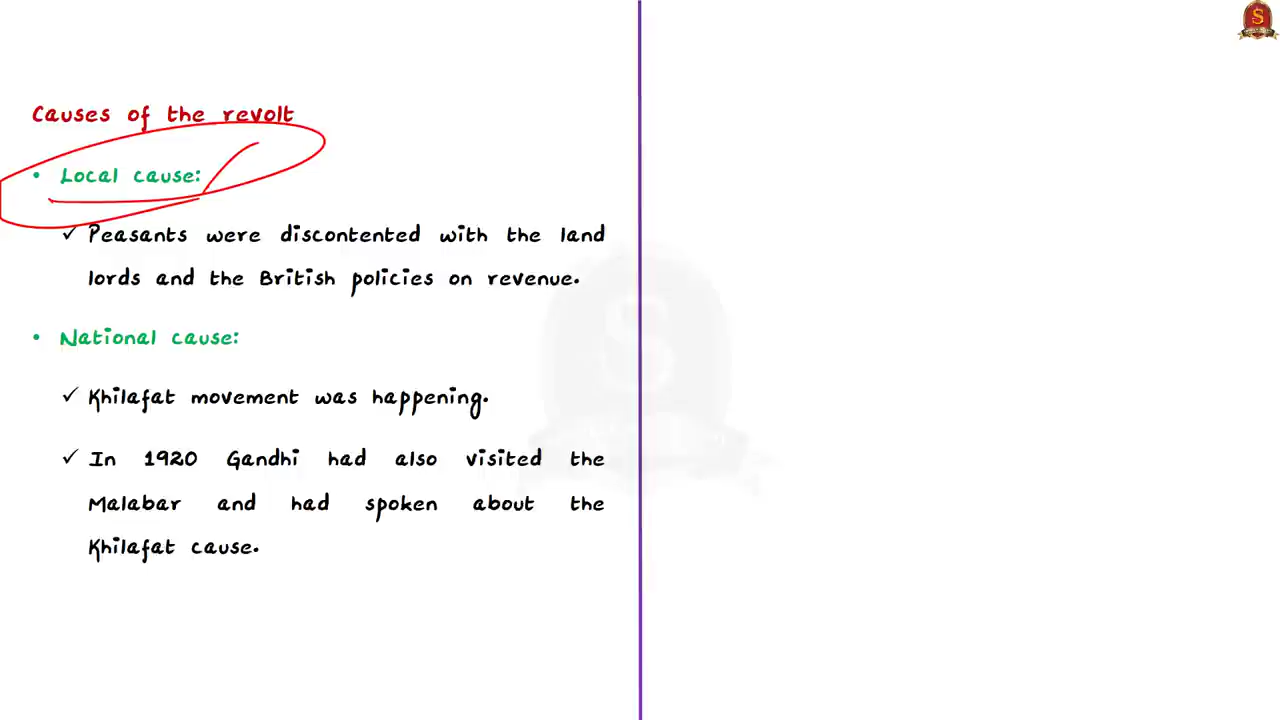 Causes of the revolt
• Local cause:
✓ Peasants were discontented with the land
lords and the British policies on revenue.
• National cause:
✓ Khilafat movement was happening.
✓ In 1920 Gandhi had also visited the
Malabar and had spoken about the
Khilafat cause.
S